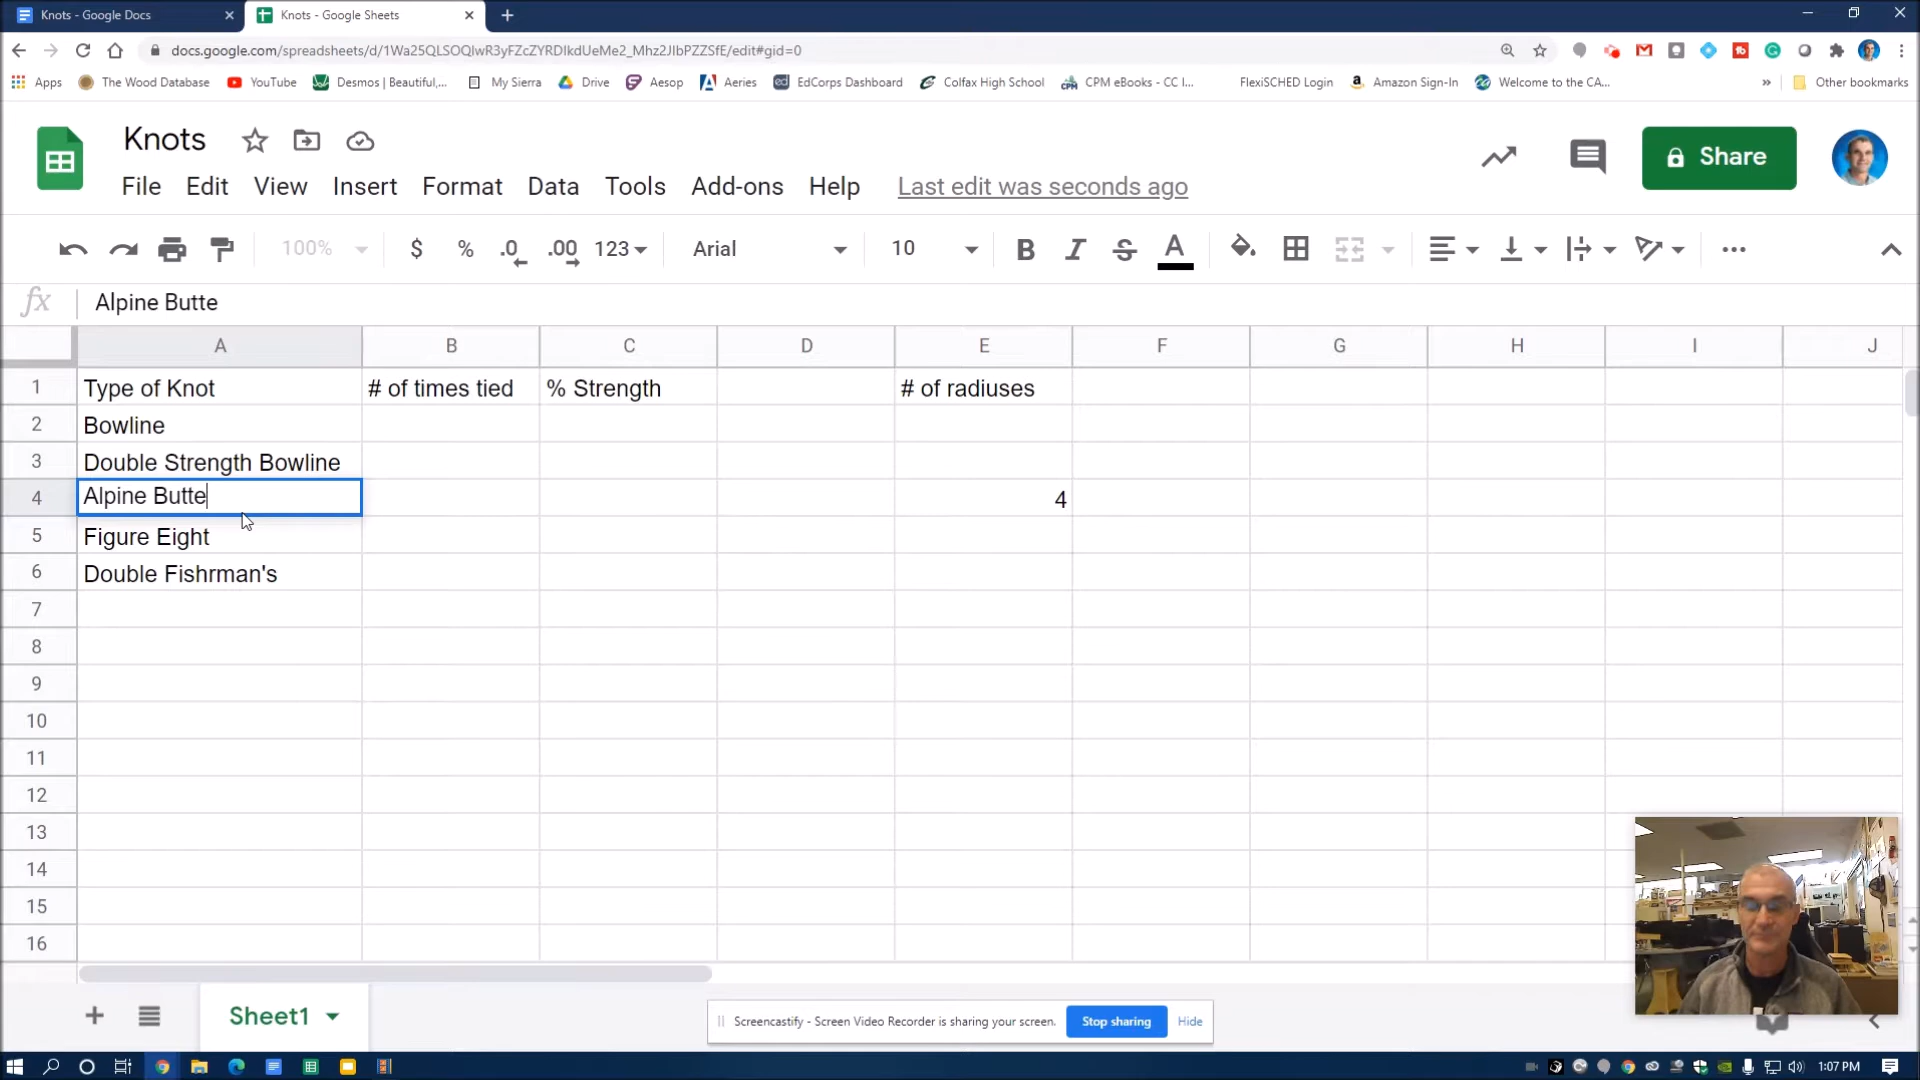 Knots - Google Docs
Knots - Google Sheets
docs.google.com/spreadsheets/d/1Wa25QLSOQIwR3yFZcZYRDIkdUeMe2_Mhz2JIbPZZSfE/edit#gid=0
Apps The Wood Database YouTube Desmos | Beautiful,... My Sierra Drive Aesop Aeries EdCorps Dashboard Colfax High School CPM eBooks - CC I... FlexiSCHED Login Amazon Sign-In Welcome to the CA... » Other bookmarks
Knots
Share
File Edit View Insert Format Data Tools Add-ons Help Last edit was seconds ago
100% $ % .0 .00 123 Arial 10 B I S A
fx Alpine Butte
A B C D E F G H I J
1 Type of Knot # of times tied % Strength # of radiuses
2 Bowline
3 Double Strength Bowline
4 Alpine Butte 4
5 Figure Eight
6 Double Fishrman's
7
8
9
10
11
12
13
14
15
16
Sheet1
Screencastify - Screen Video Recorder is sharing your screen. Stop sharing Hide
1:07 PM